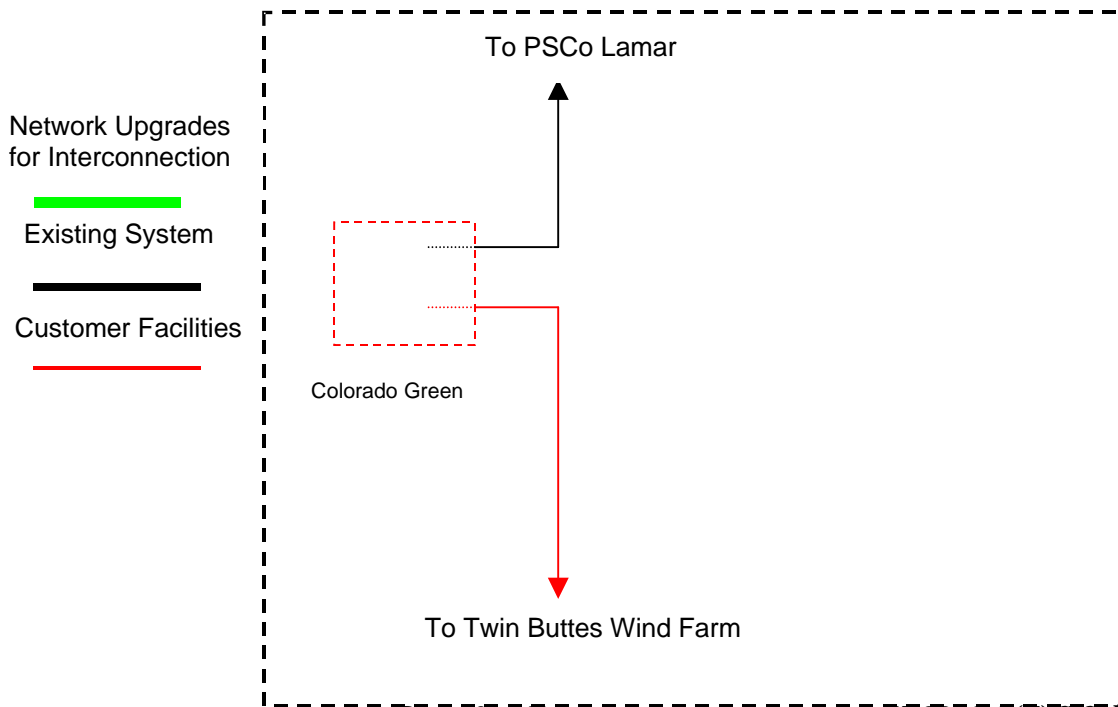 To PSCo Lamar
Network Upgrades
for Interconnection
Existing System
Customer Facilities
Colorado Green
To Twin Buttes Wind Farm